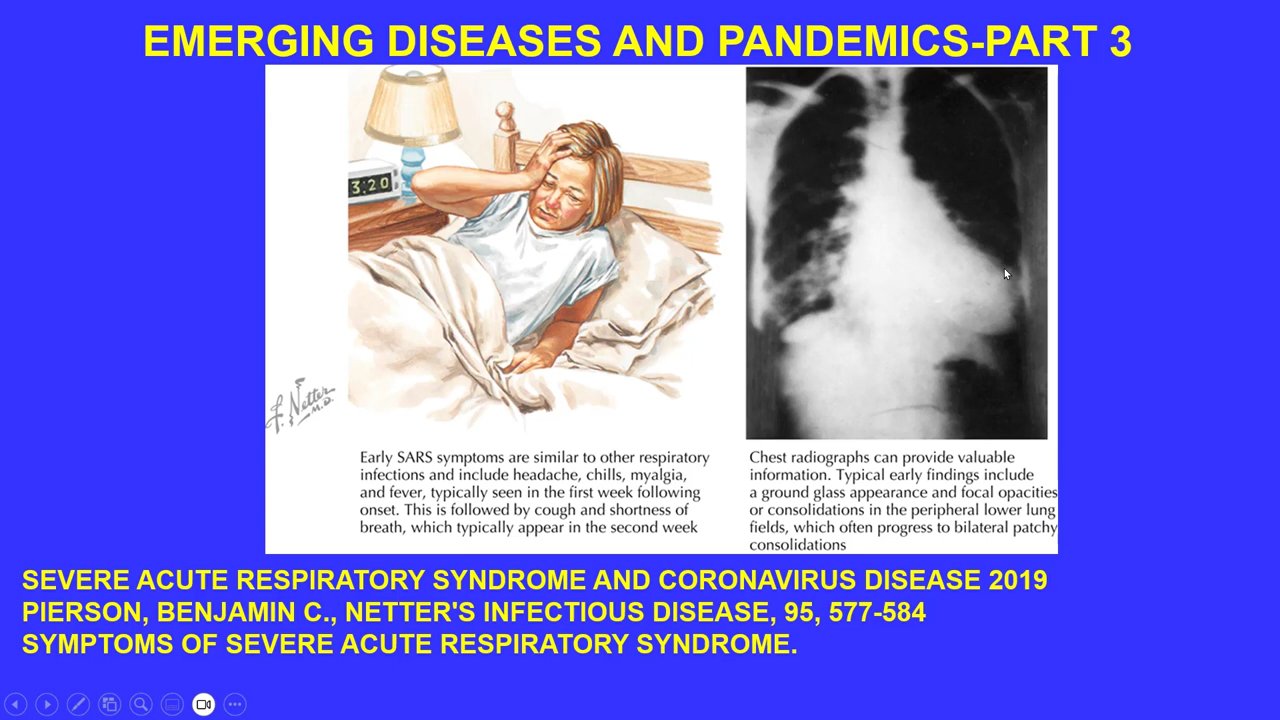 EMERGING DISEASES AND PANDEMICS-PART 3
3:20
F. Netter
M.D.
Early SARS symptoms are similar to other respiratory
infections and include headache, chills, myalgia,
and fever, typically seen in the first week following
onset. This is followed by cough and shortness of
breath, which typically appear in the second week
Chest radiographs can provide valuable
information. Typical early findings include
a ground glass appearance and focal opacities
or consolidations in the peripheral lower lung
fields, which often progress to bilateral patchy
consolidations
SEVERE ACUTE RESPIRATORY SYNDROME AND CORONAVIRUS DISEASE 2019
PIERSON, BENJAMIN C., NETTER'S INFECTIOUS DISEASE, 95, 577-584
SYMPTOMS OF SEVERE ACUTE RESPIRATORY SYNDROME.